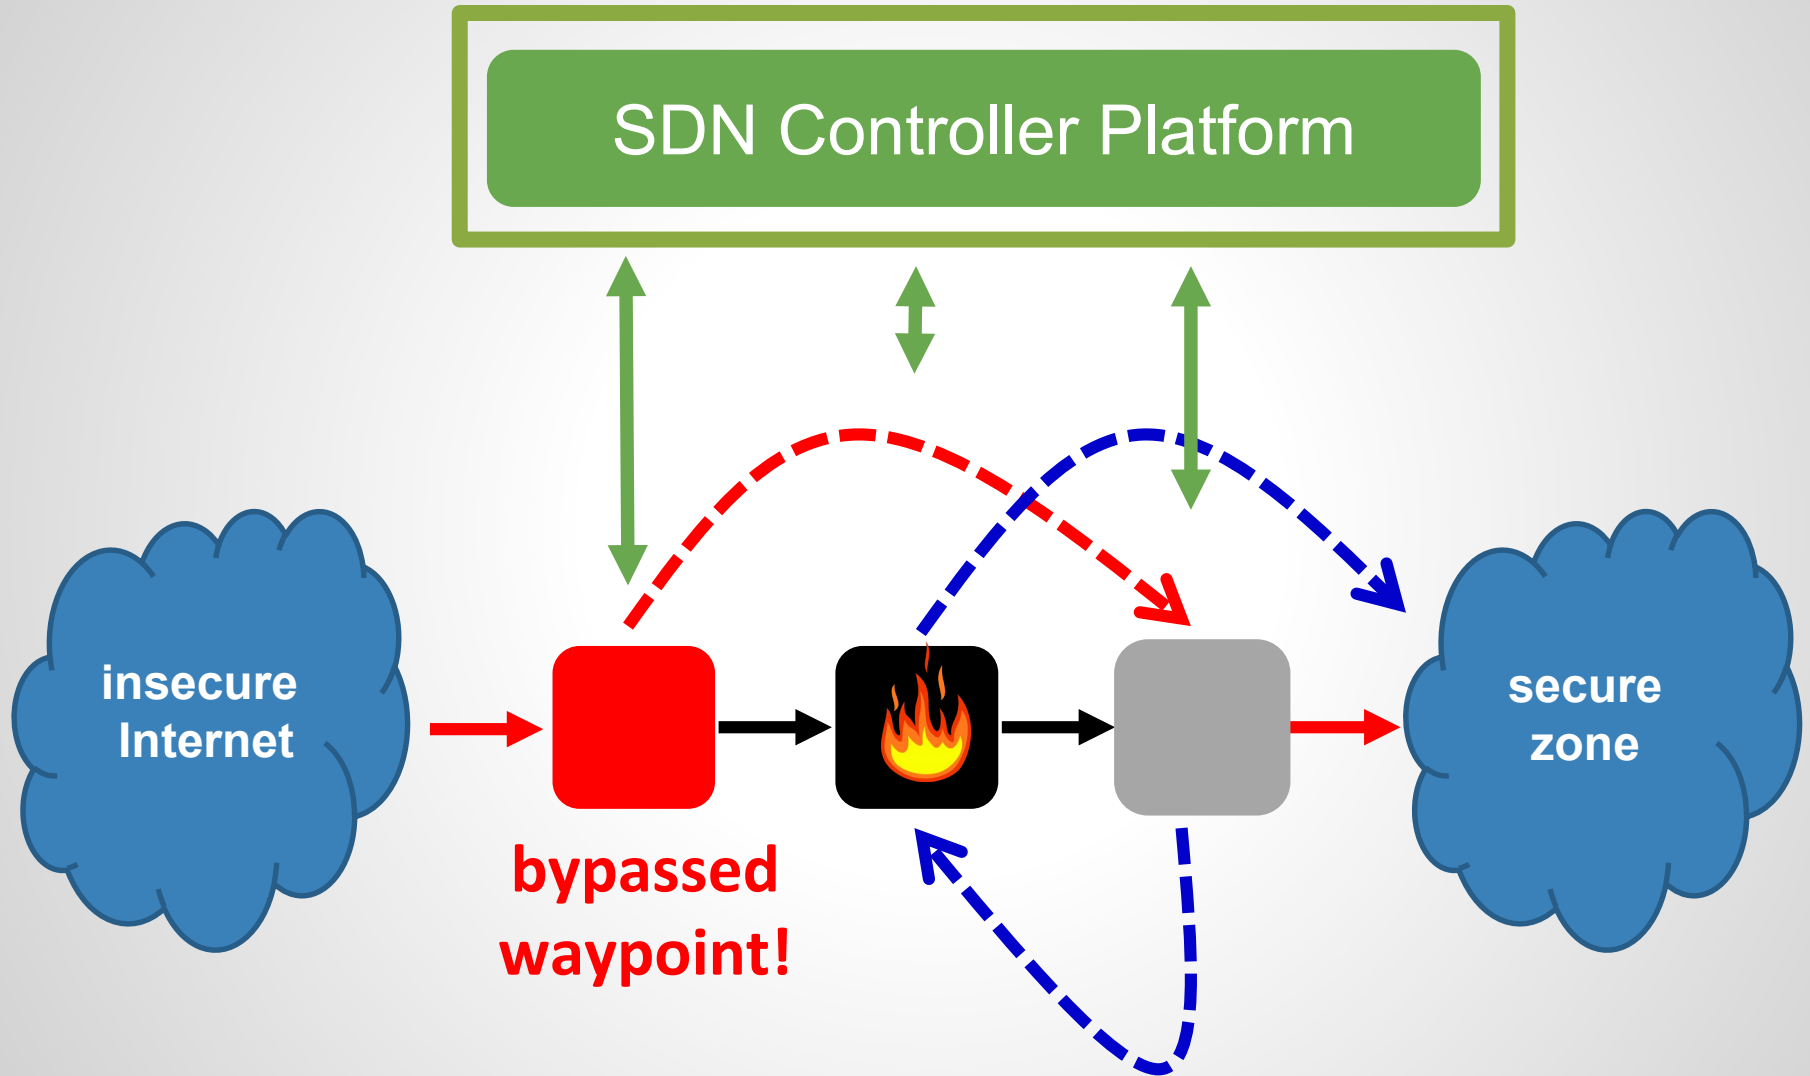 SDN Controller Platform
insecure
Internet
secure
zone
bypassed
waypoint!